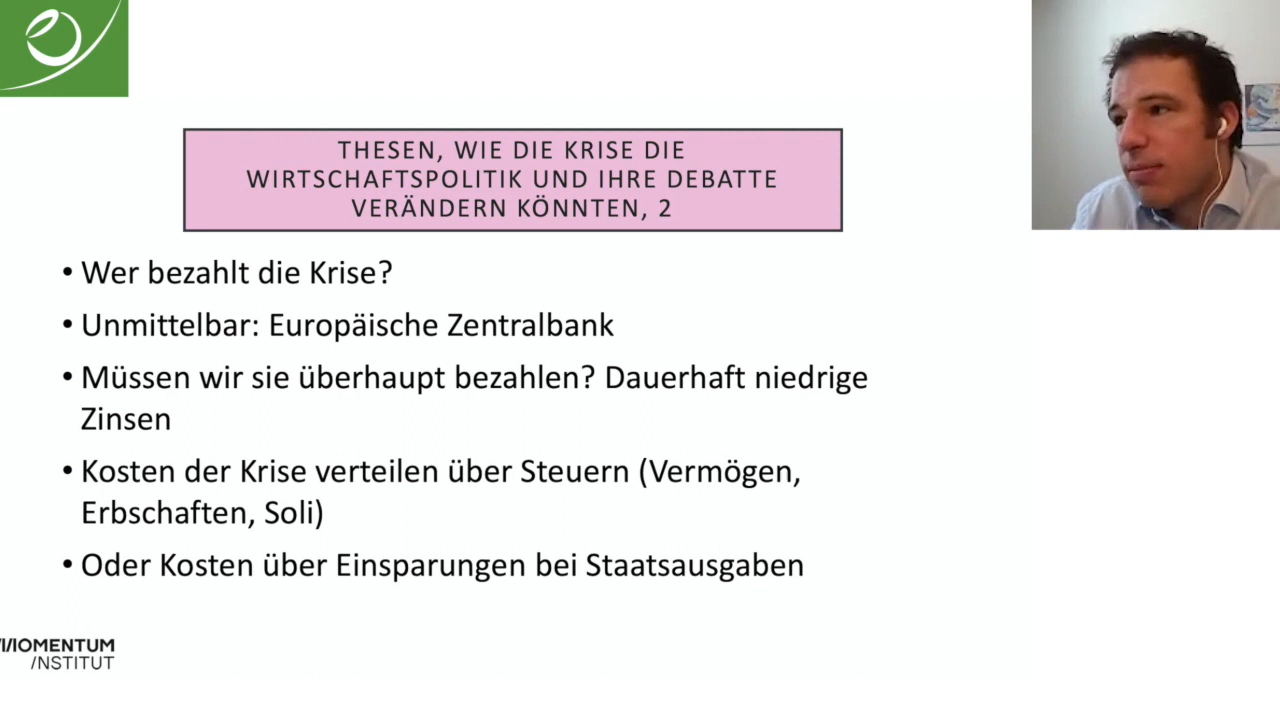 THESEN, WIE DIE KRISE DIE
WIRTSCHAFTSPOLITIK UND IHRE DEBATTE
VERÄNDERN KÖNNTEN, 2
• Wer bezahlt die Krise?
• Unmittelbar: Europäische Zentralbank
• Müssen wir sie überhaupt bezahlen? Dauerhaft niedrige
Zinsen
• Kosten der Krise verteilen über Steuern (Vermögen,
Erbschaften, Soli)
• Oder Kosten über Einsparungen bei Staatsausgaben
MOMENTUM
/NSTITUT